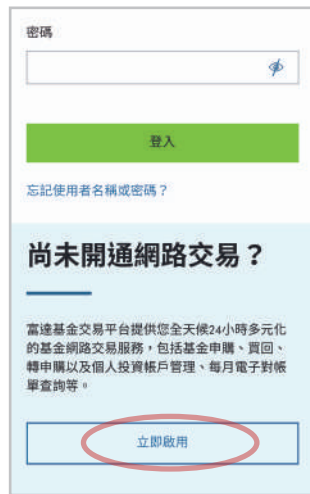 密碼
登入
忘記使用者名稱或密碼？
尚未開通網路交易？
富達基金交易平台提供您全天候24小時多元化
的基金網路交易服務，包括基金申購、買回、
轉申購以及個人投資帳戶管理、每月電子對帳
單查詢等。
立即啟用